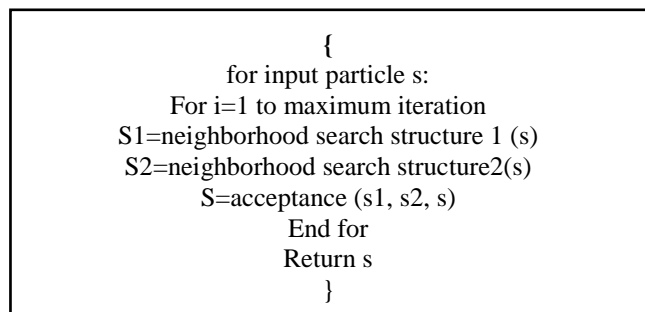 {
for input particle s:
For i=1 to maximum iteration
S1=neighborhood search structure 1 (s)
S2=neighborhood search structure2(s)
S=acceptance (s1, s2, s)
End for
Return s
}